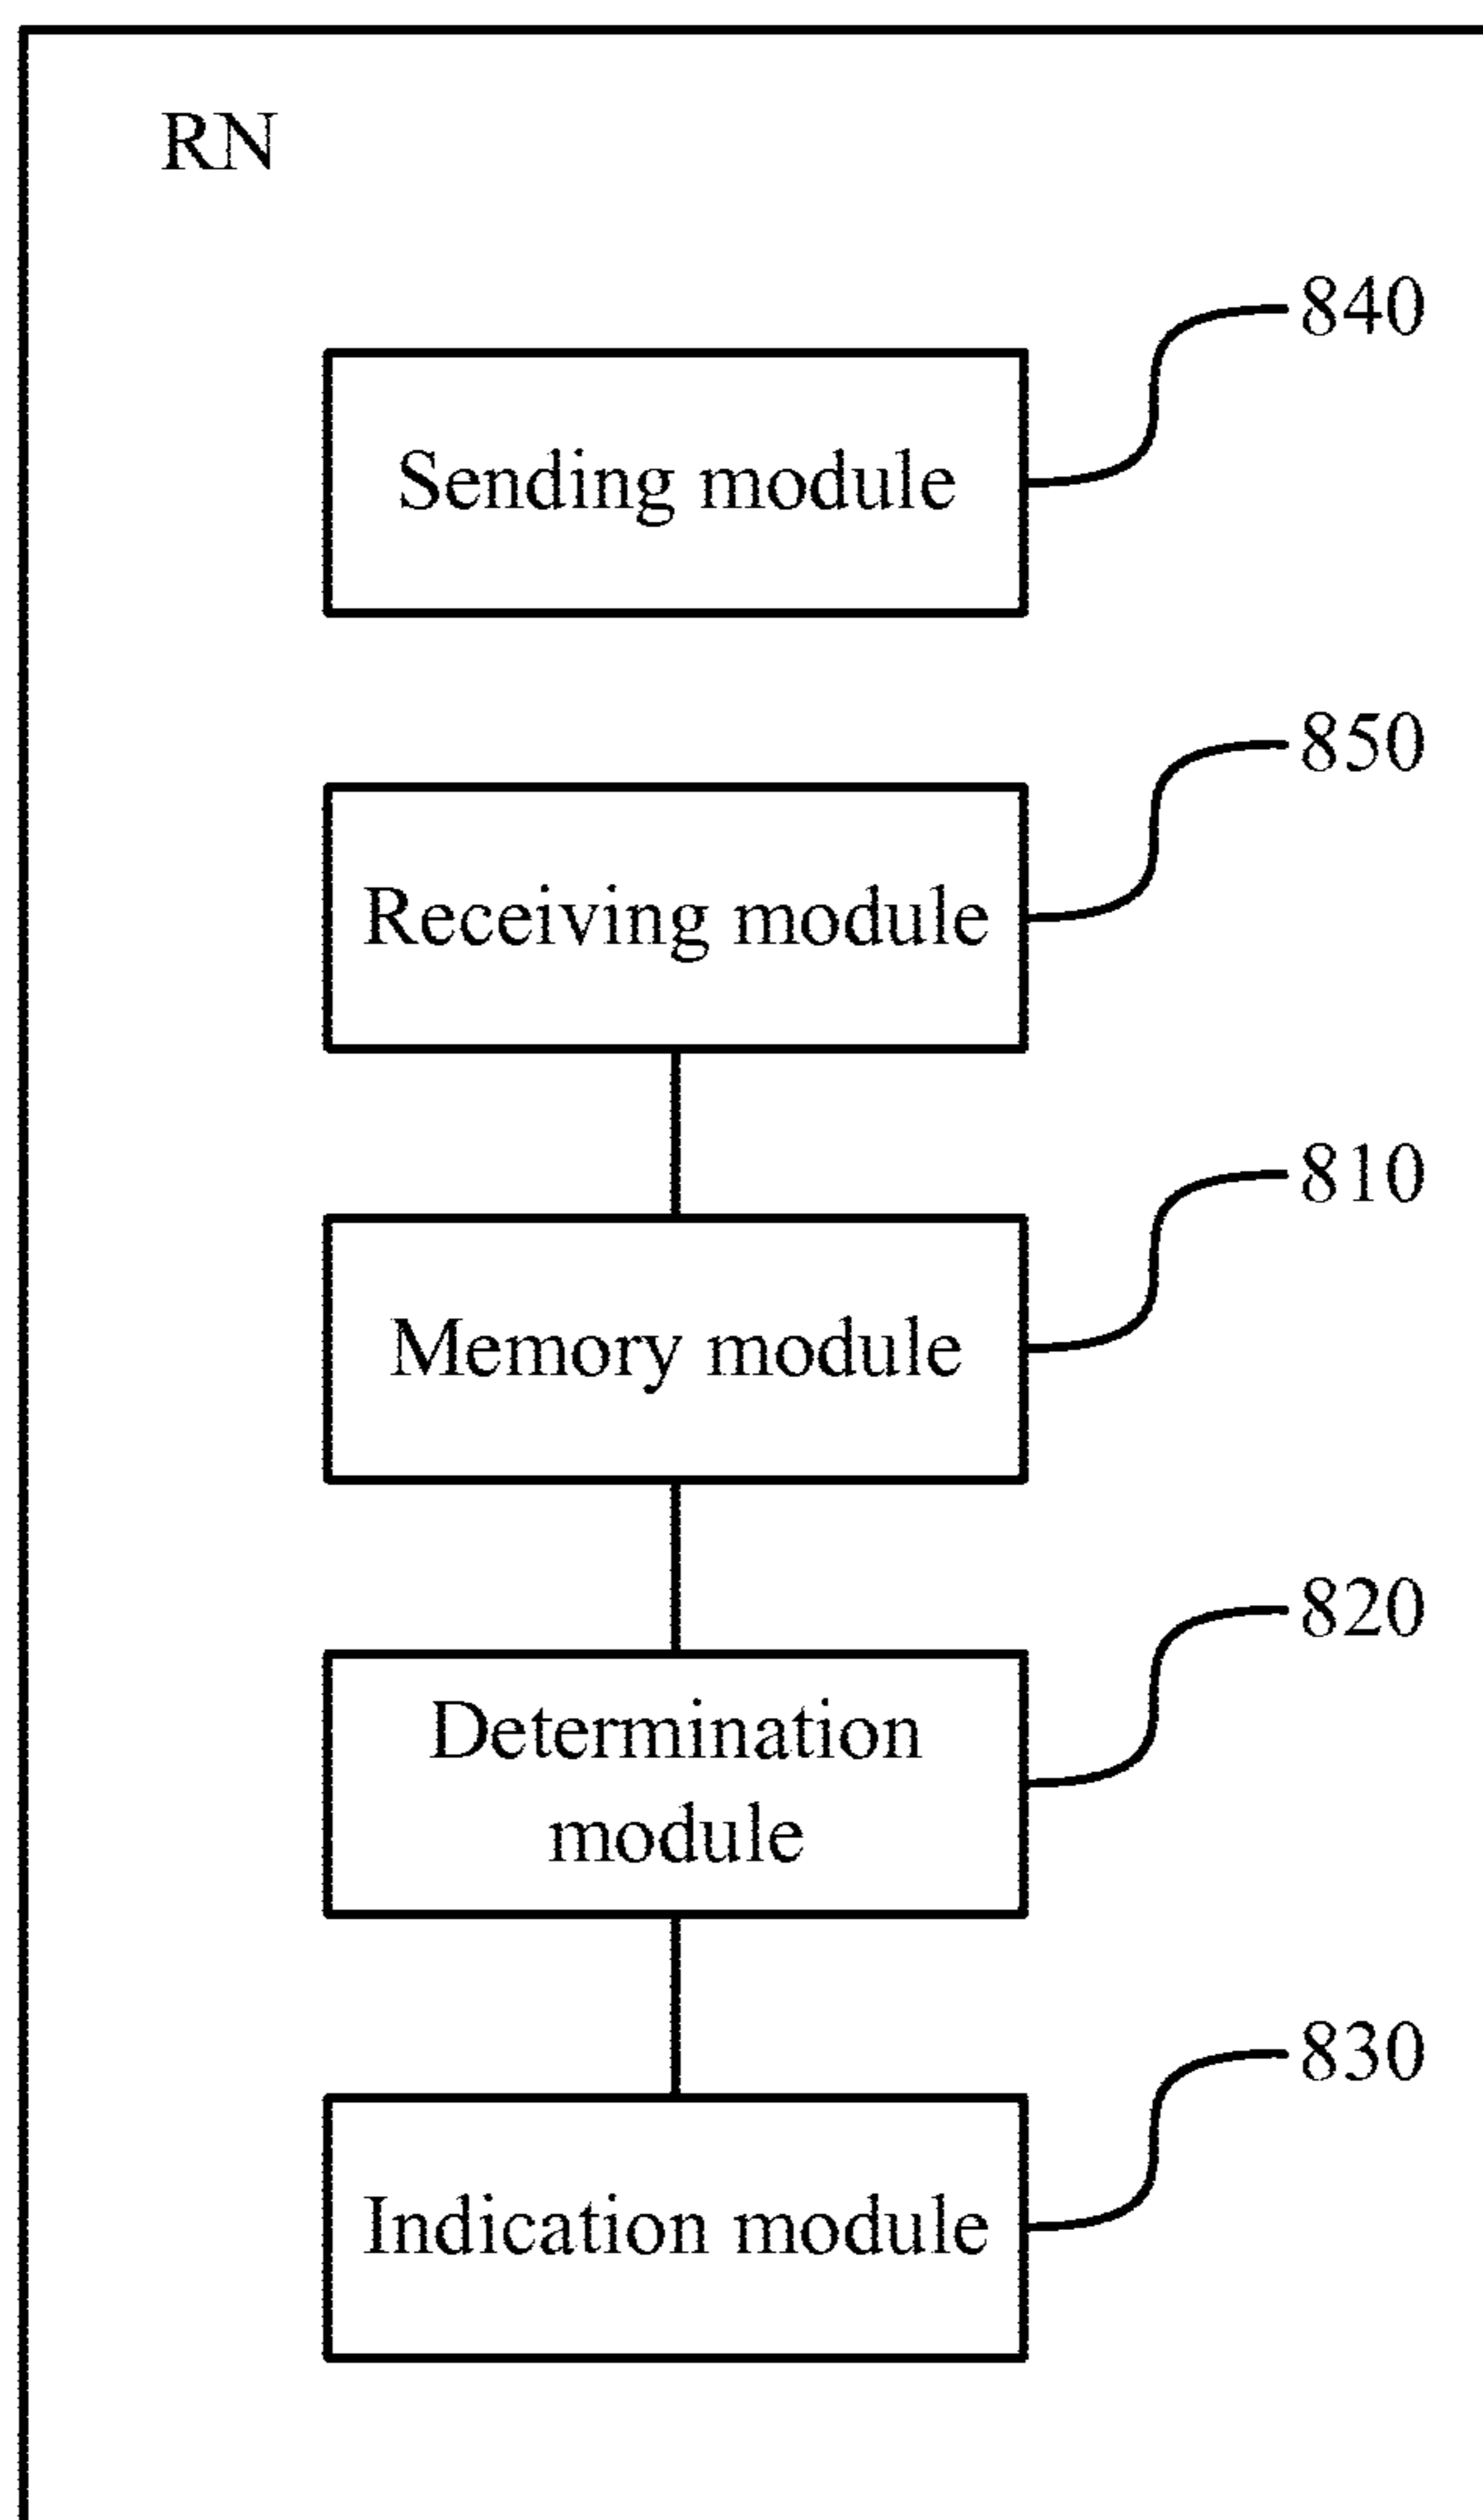 RN
840
Sending module
850
Receiving module
810
Memory module
820
Determination
module
830
Indication module